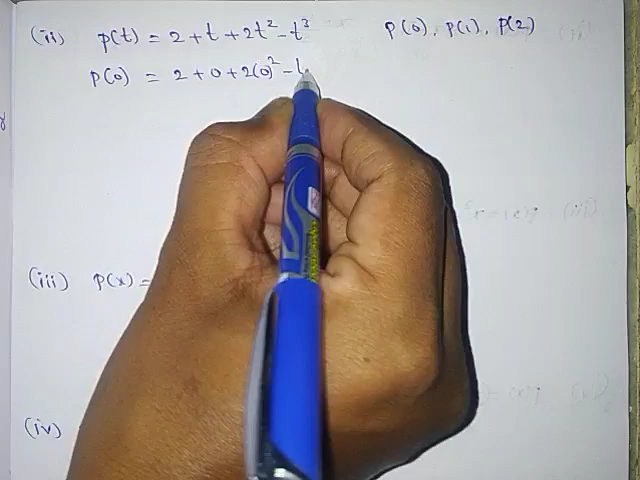 (ii) p(t) = 2 + t + 2t² - t³ p(0), p(1), p(2)
p(0) = 2 + 0 + 2(0)² -
(iii) p(x) =
(iv)